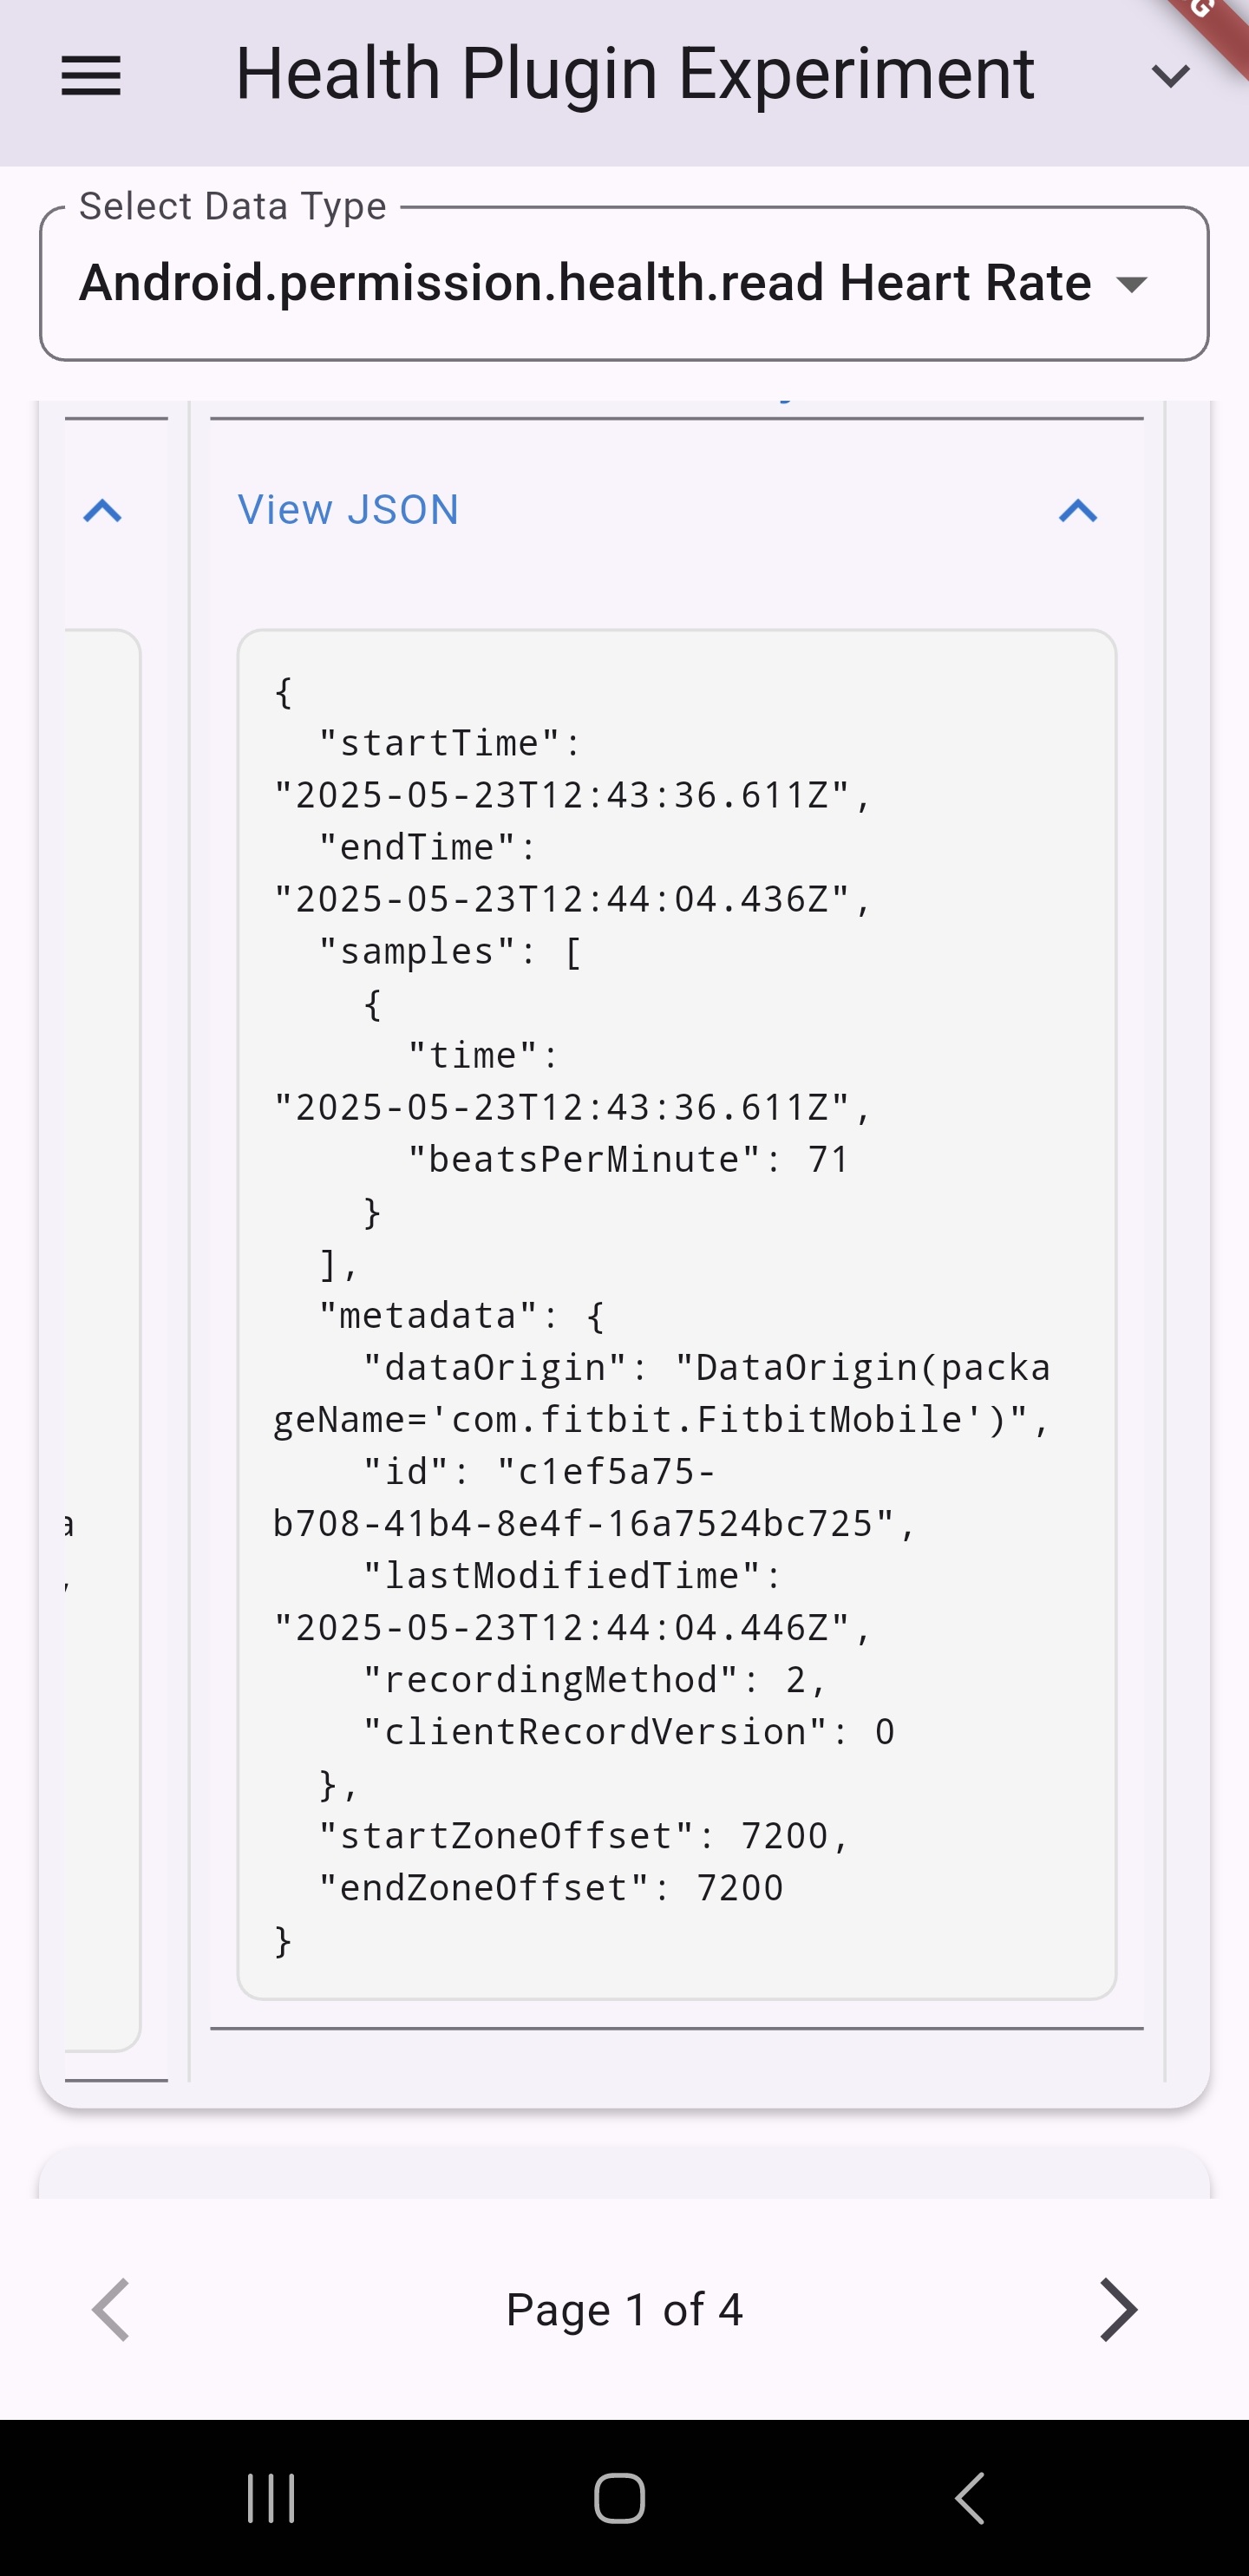 Health Plugin Experiment
G
Select Data Type
Android.permission.health.read Heart Rate
View JSON
{
"startTime":
"2025-05-23T12:43:36.611Z",
"endTime":
"2025-05-23T12:44:04.436Z",
"samples": [
{
"time":
"2025-05-23T12:43:36.611Z",
"beatsPerMinute": 71
}
],
"metadata": {
"dataOrigin": "DataOrigin(packa
geName='com.fitbit.FitbitMobile')",
"id": "c1ef5a75-
b708-41b4-8e4f-16a7524bc725",
"lastModifiedTime":
"2025-05-23T12:44:04.446Z",
"recordingMethod": 2,
"clientRecordVersion": 0
},
"startZoneOffset": 7200,
"endZoneOffset": 7200
}
a
,
Page 1 of 4